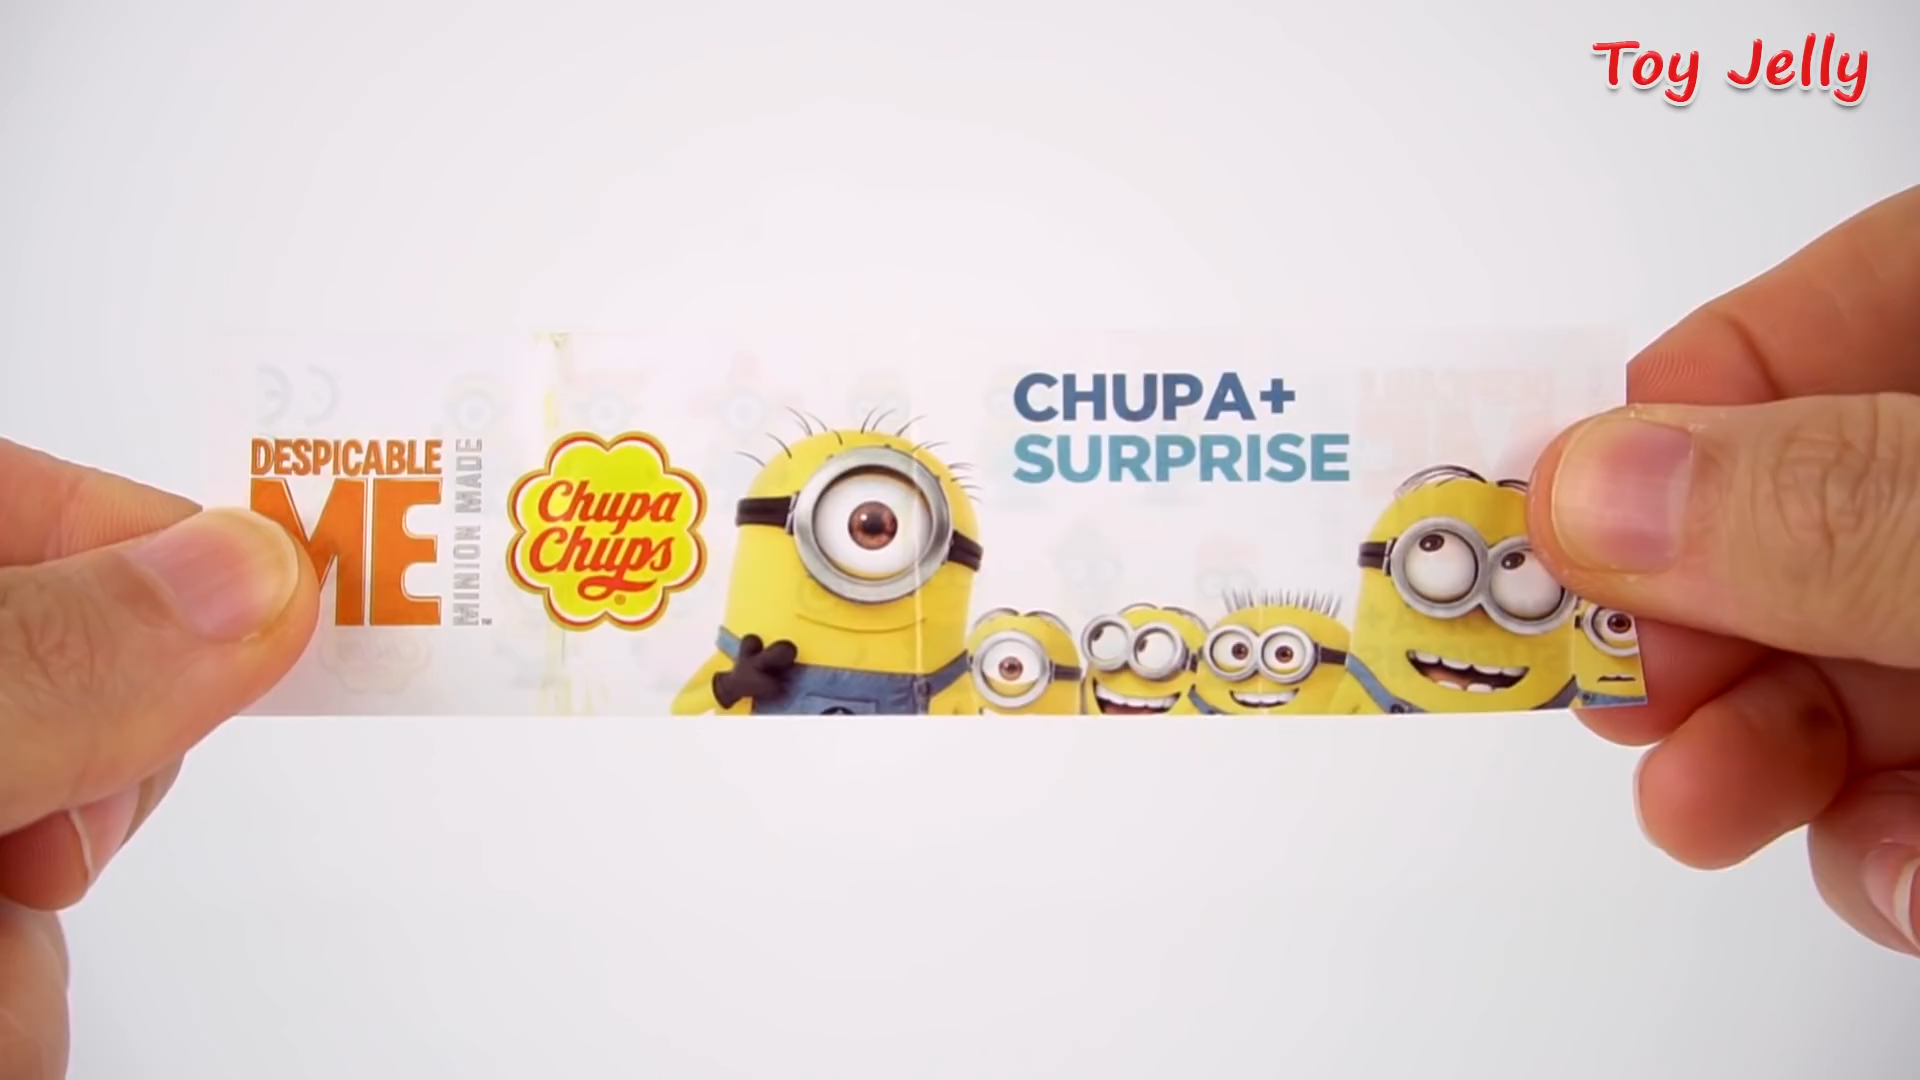 Toy Jelly
DESPICABLE
ME
MINION MADE
Chupa
Chups
CHUPA+
SURPRISE